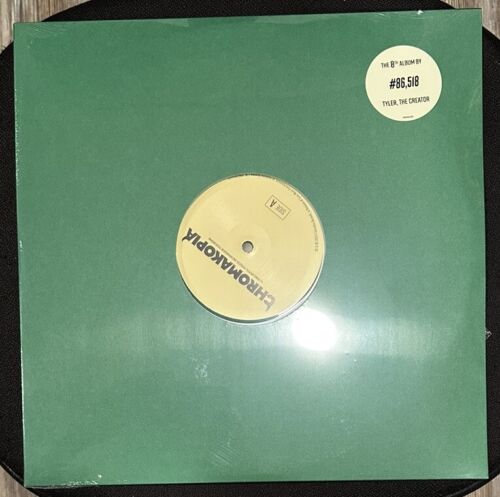 THE 8TH ALBUM BY
#86,518
TYLER, THE CREATOR
SIDE A
CHROMAKOPIA